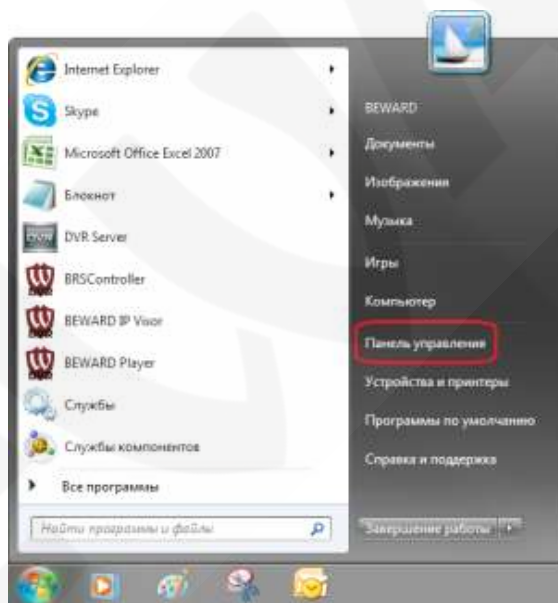 Internet Explorer
Skype
Microsoft Office Excel 2007
Блокнот
DVR Server
BRSController
BEWARD IP Visor
BEWARD Player
Службы
Службы компонентов
Все программы
Найти программы и файлы
BEWARD
Документы
Изображения
Музыка
Игры
Компьютер
Панель управления
Устройства и принтеры
Программы по умолчанию
Справка и поддержка
Завершение работы